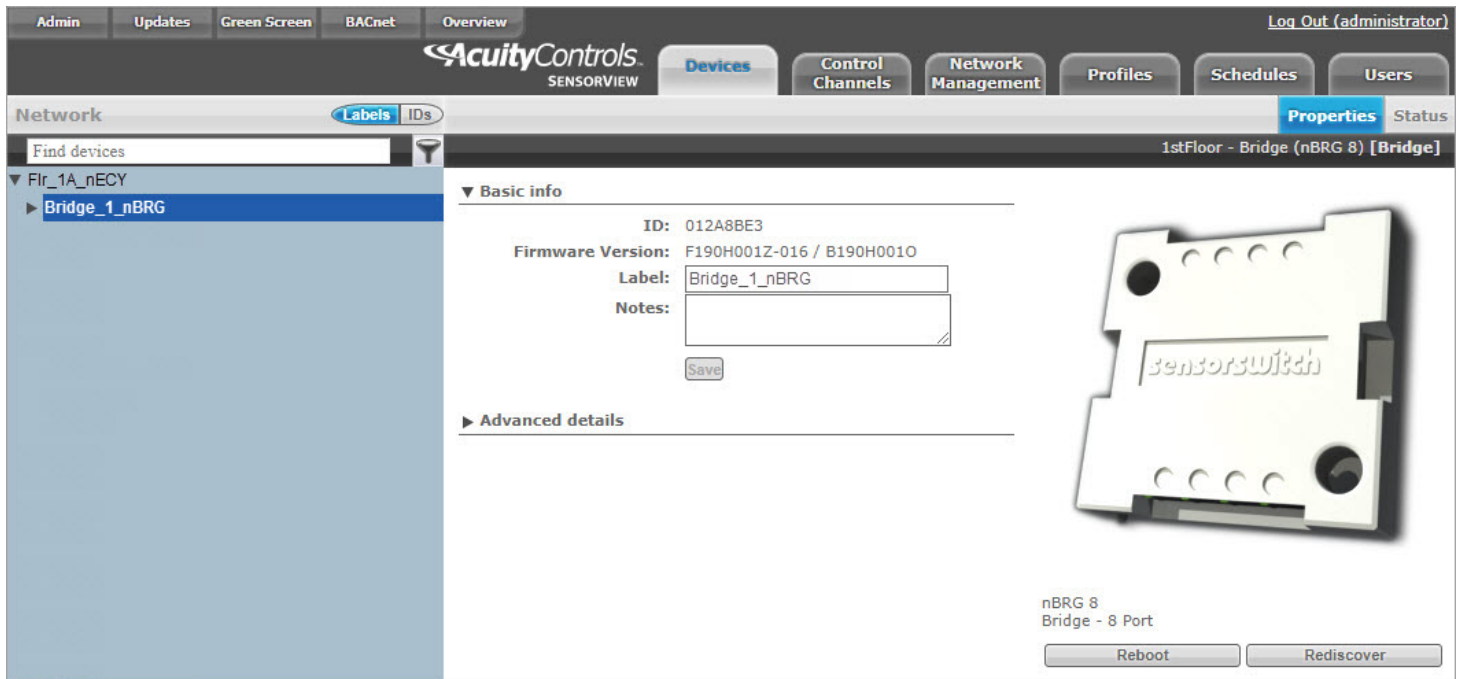 Admin Updates Green Screen BACnet Overview Log Out (administrator)
AcuityControls™
SENSORVIEW
Devices Control Channels Network Management Profiles Schedules Users
Network Labels IDs Properties Status
Find devices
1stFloor - Bridge (nBRG 8) [Bridge]
Flr_1A_nECY
Bridge_1_nBRG
Basic info
ID: 012A8BE3
Firmware Version: F190H001Z-016 / B190H001O
Label: Bridge_1_nBRG
Notes:
Save
Advanced details
sensorswitch
nBRG 8
Bridge - 8 Port
Reboot Rediscover